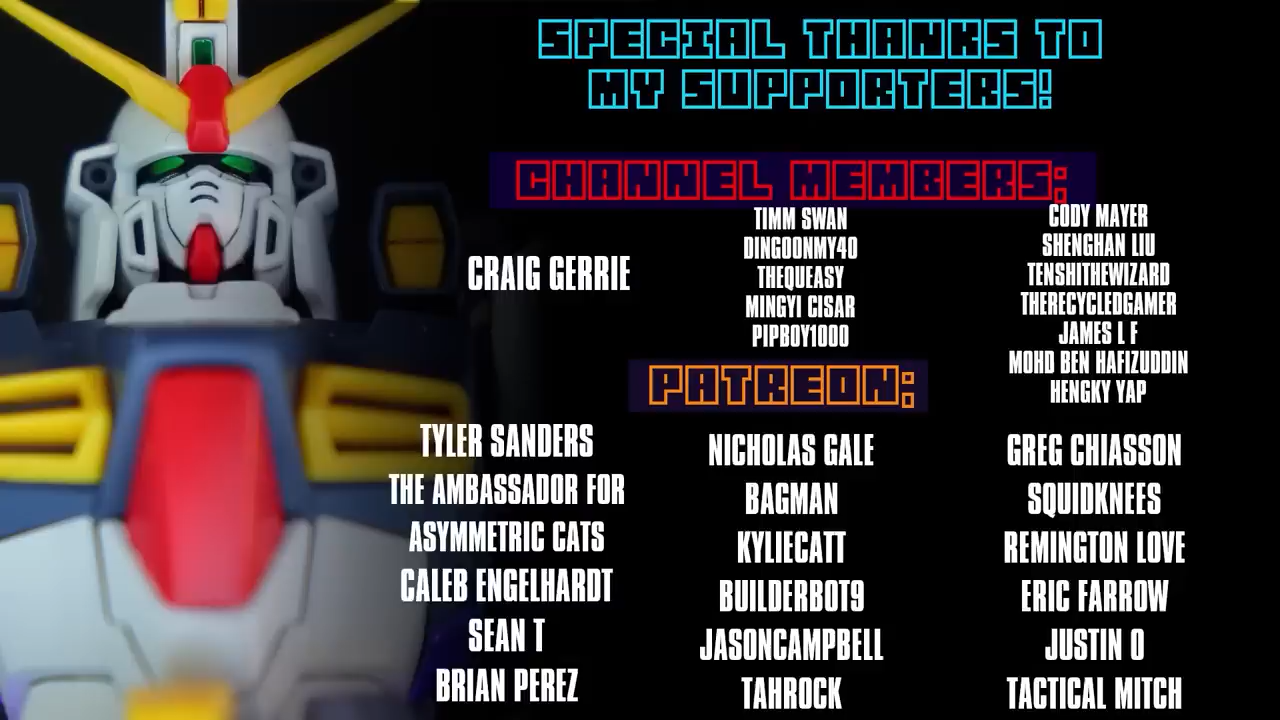 SPECIAL THANKS TO
MY SUPPORTERS!
CHANNEL MEMBERS:
CRAIG GERRIE
TIMM SWAN
DINGOONMY40
THEQUEASY
MINGYI CISAR
PIPBOY1000
CODY MAYER
SHENGHAN LIU
TENSHITHEWIZARD
THERECYCLEDGAMER
JAMES L F
MOHD BEN HAFIZUDDIN
HENGKY YAP
PATREON:
TYLER SANDERS
THE AMBASSADOR FOR
ASYMMETRIC CATS
CALEB ENGELHARDT
SEAN T
BRIAN PEREZ
NICHOLAS GALE
BAGMAN
KYLIECATT
BUILDERBOT9
JASONCAMPBELL
TAHROCK
GREG CHIASSON
SQUIDKNEES
REMINGTON LOVE
ERIC FARROW
JUSTIN O
TACTICAL MITCH